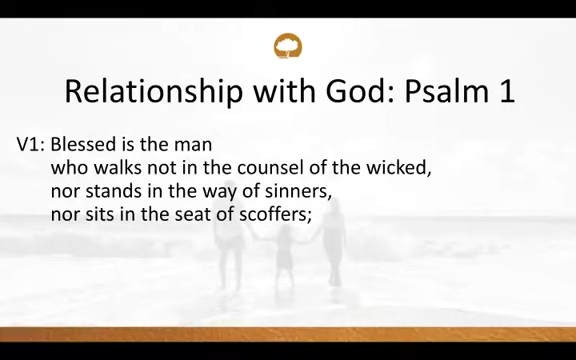 Relationship with God: Psalm 1
V1: Blessed is the man
who walks not in the counsel of the wicked,
nor stands in the way of sinners,
nor sits in the seat of scoffers;